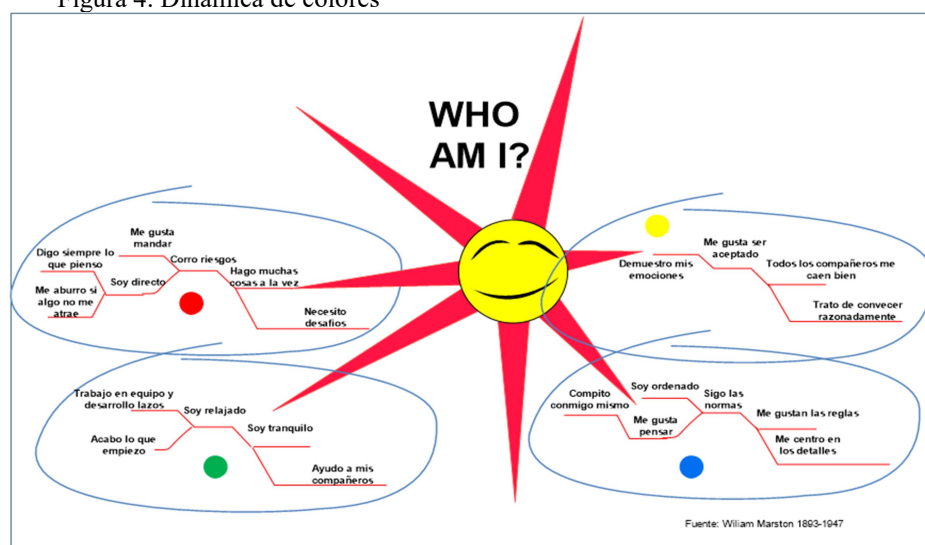 Figura 4. Dinámica de colores
WHO
AM I?
Me gusta
mandar
Digo siempre lo
que pienso
Corro riesgos
Soy directo
Hago muchas
cosas a la vez
Me aburro si
algo no me
atrae
Necesito
desafios
Demuestro mis
emociones
Me gusta ser
aceptado
Todos los compañeros me
caen bien
Trato de convecer
razonadamente
Trabajo en equipo y
desarrollo lazos
Soy relajado
Soy tranquilo
Acabo lo que
empiezo
Ayudo a mis
compañeros
Compito
conmigo mismo
Soy ordenado
Sigo las
normas
Me gusta
pensar
Me gustan las reglas
Me centro en
los detalles
Fuente: Wiliam Marston 1893-1947